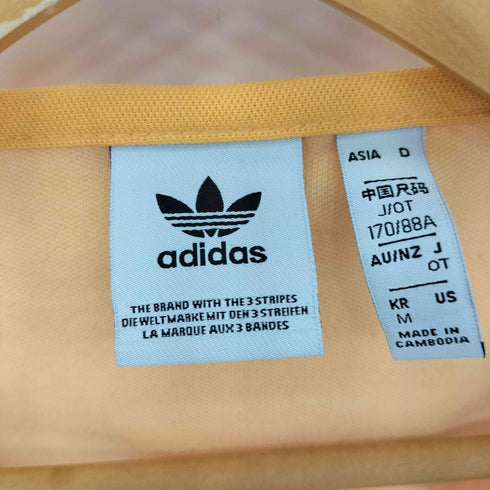 adidas
THE BRAND WITH THE 3 STRIPES
DIE WELTMARKE MIT DEN 3 STREIFEN
LA MARQUE AUX 3 BANDES
ASIA D
中国尺码
J/OT
170/88A
AU/NZ J
OT
KR US
M
MADE IN
CAMBODIA